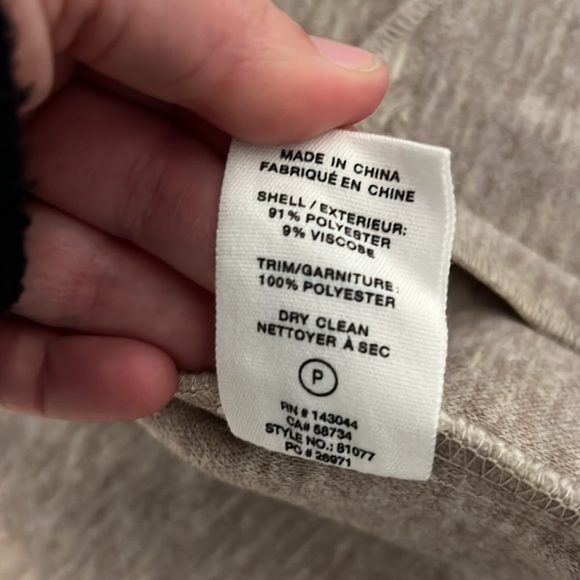 MADE IN CHINA
FABRIQUÉ EN CHINE
SHELL / EXTERIEUR:
91% POLYESTER
9% VISCOSE
TRIM/GARNITURE:
100% POLYESTER
DRY CLEAN
NETTOYER À SEC
P
RN # 143044
CA# 58734
STYLE NO.: 81077
PO # 26971